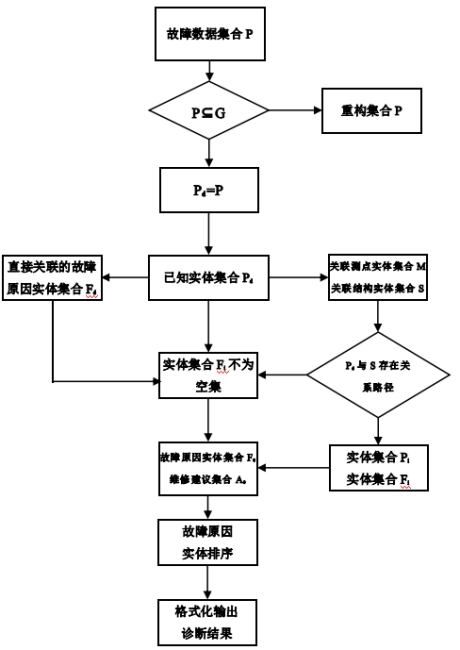 故障数据集合 P
P⊆G
重构集合 P
Pd=P
直接关联的故障
原因实体集合 Fd
已知实体集合 Pd
关联测点实体集合 M
关联结构实体集合 S
Pd 与 S 存在关
系路径
实体集合 Fi 不为
空集
故障原因实体集合 Fo
维修建议集合 Ao
实体集合 Pi
实体集合 Fi
故障原因
实体排序
格式化输出
诊断结果